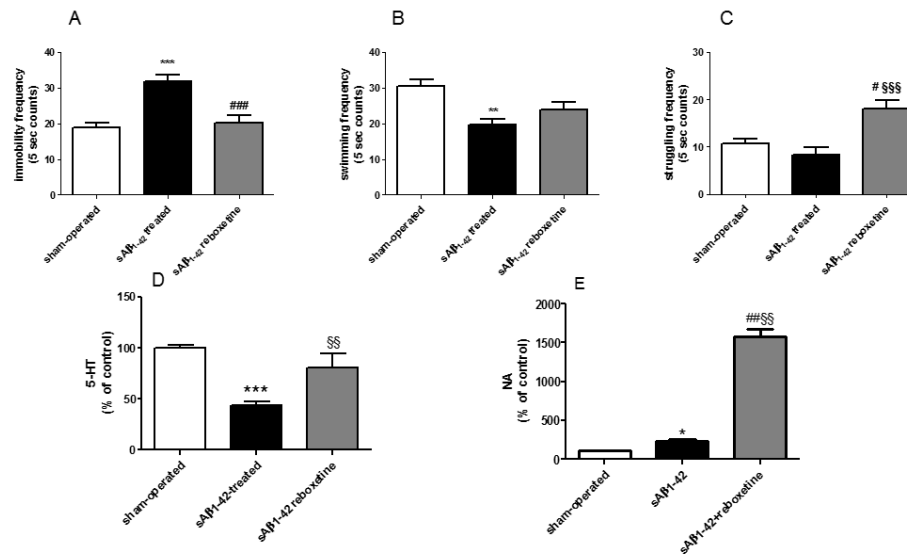 A
immobility frequency
(5 sec counts)
40
30
20
10
0
***
###
sham-operated
sAβ1-42 treated
sAβ1-42 reboxetine
B
swimming frequency
(5 sec counts)
40
30
20
10
0
**
sham-operated
sAβ1-42 treated
sAβ1-42 reboxetine
C
struggling frequency
(5 sec counts)
30
20
10
0
# §§§
sham-operated
sAβ1-42 treated
sAβ1-42 reboxetine
D
5-HT
(% of control)
150
100
50
0
***
§§
sham-operated
sAβ1-42-treated
sAβ1-42 reboxetine
E
NA
(% of control)
2000
1500
1000
500
0
*
##§§
sham-operated
sAβ1-42
sAβ1-42+reboxetine